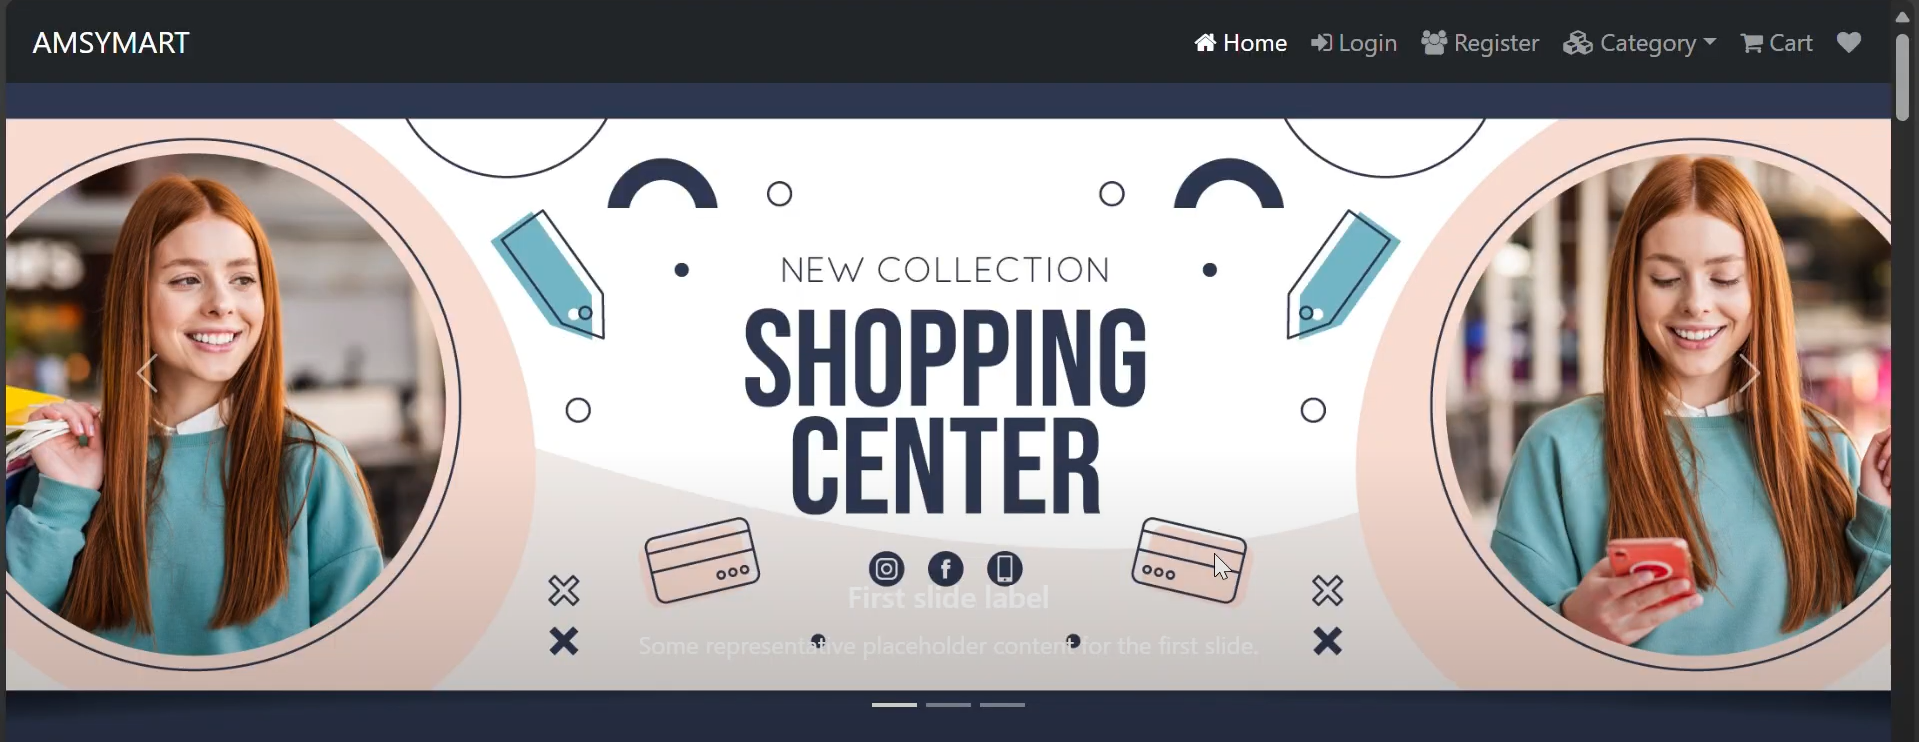 AMSYMART
Home Login Register Category Cart
NEW COLLECTION
SHOPPING
CENTER
First slide label
Some representative placeholder content for the first slide.